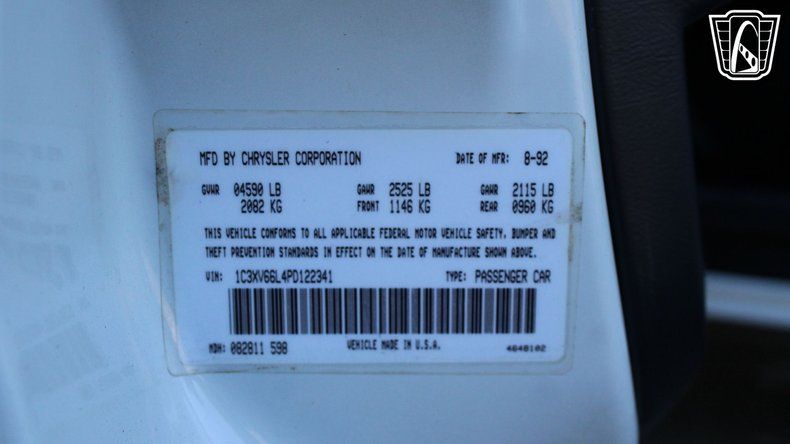 MFD BY CHRYSLER CORPORATION DATE OF MFR: 8-92
GVWR 04590 LB GAWR 2525 LB GAWR 2115 LB
2082 KG FRONT 1146 KG REAR 0960 KG
THIS VEHICLE CONFORMS TO ALL APPLICABLE FEDERAL MOTOR VEHICLE SAFETY, BUMPER AND
THEFT PREVENTION STANDARDS IN EFFECT ON THE DATE OF MANUFACTURE SHOWN ABOVE.
VIN: 1C3XV66L4PD122341 TYPE: PASSENGER CAR
MDH: 082811 598 VEHICLE MADE IN U.S.A. 4648102